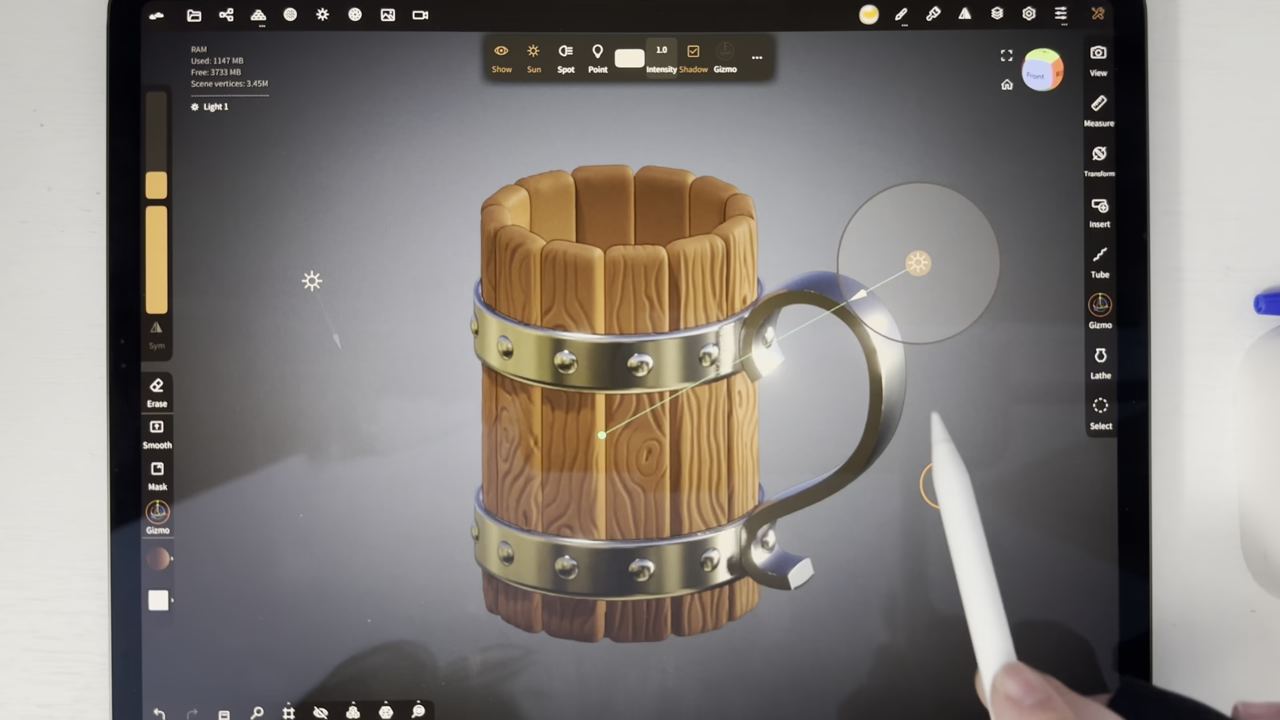 RAM
Used: 1147 MB
Free: 3733 MB
Scene vertices: 3.45M
Light 1
Show
Sun
Spot
Point
1.0
Intensity
Shadow
Gizmo
Front
View
Measure
Transform
Insert
Tube
Gizmo
Lathe
Select
Sym
Erase
Smooth
Mask
Gizmo